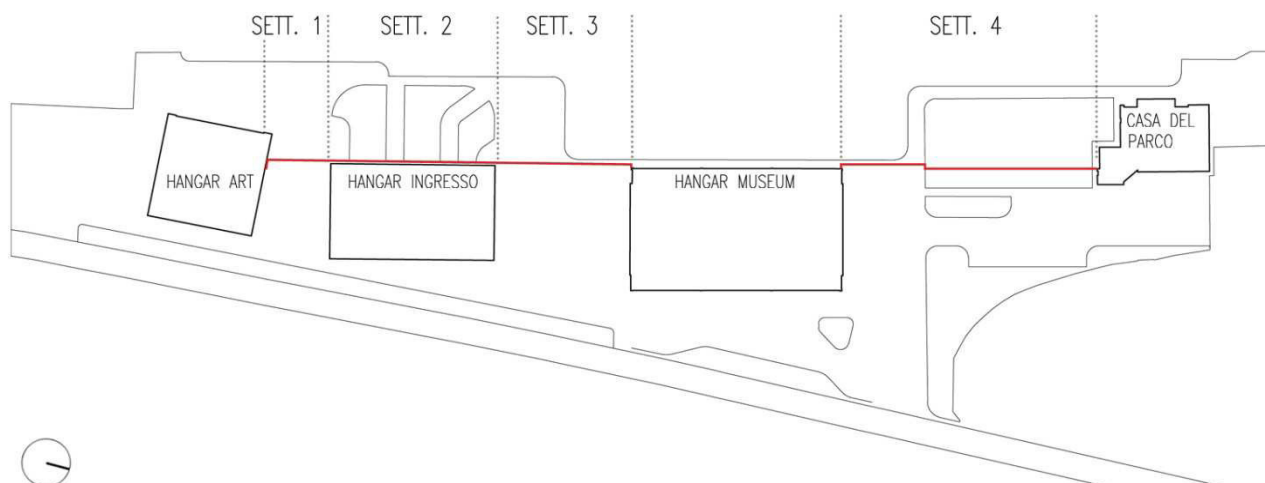 SETT. 1
SETT. 2
SETT. 3
SETT. 4
HANGAR ART
HANGAR INGRESSO
HANGAR MUSEUM
CASA DEL
PARCO